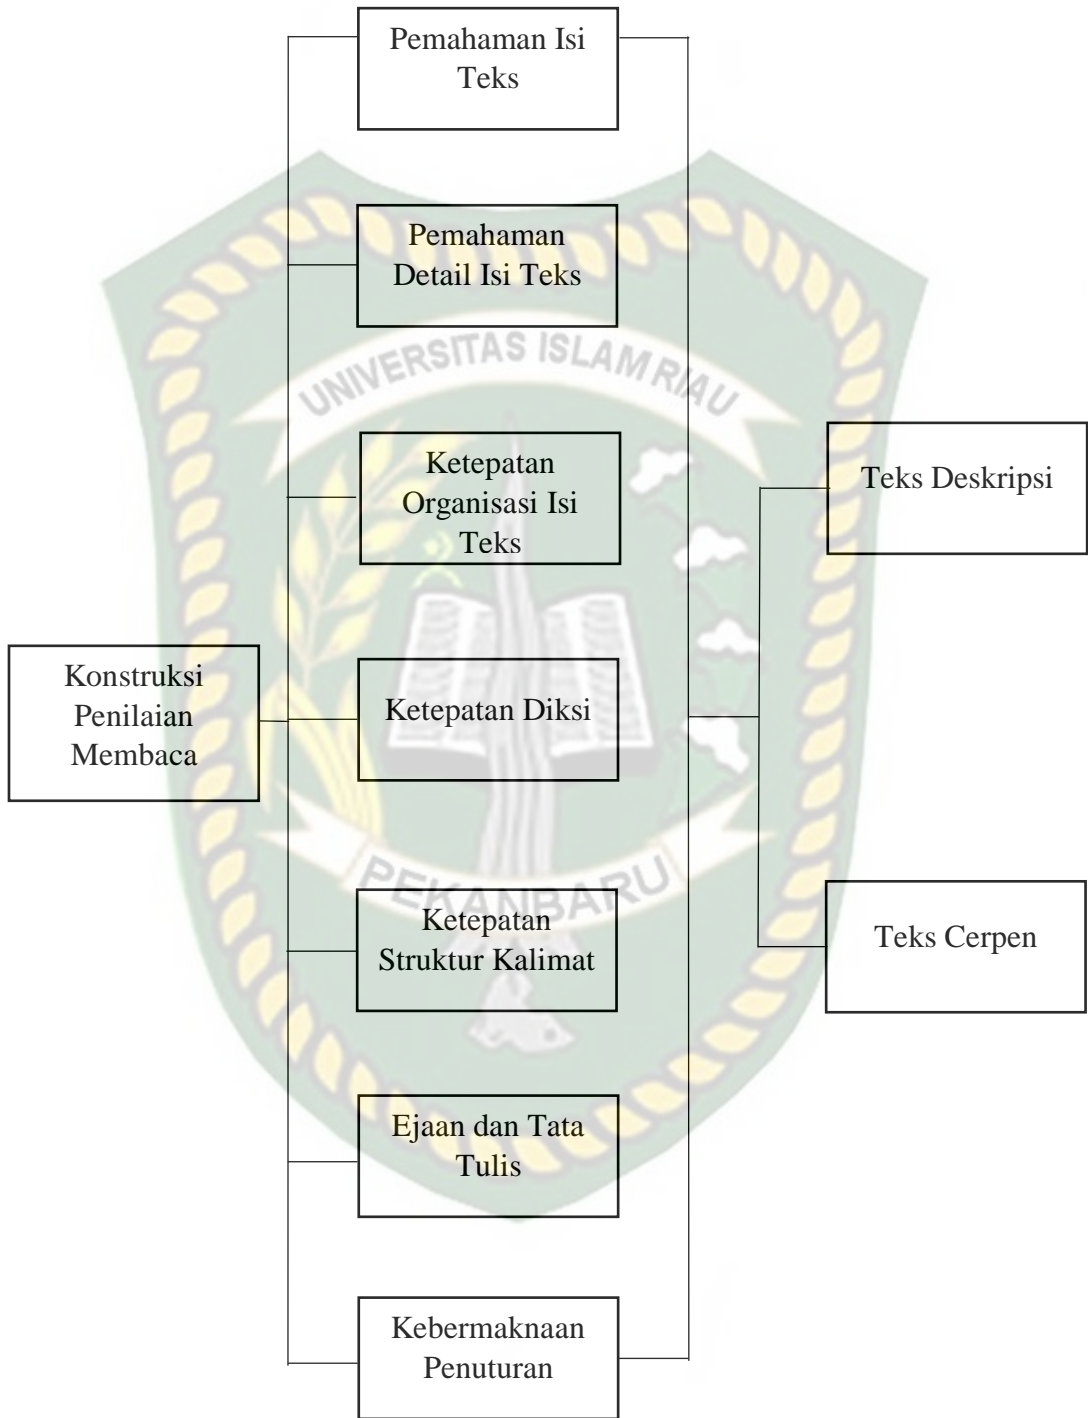 Pemahaman Isi
Teks
Pemahaman
Detail Isi Teks
UNIVERSITAS ISLAM RIAU
Ketepatan
Organisasi Isi
Teks
Teks Deskripsi
Konstruksi
Penilaian
Membaca
Ketepatan Diksi
PEKANBARU
Ketepatan
Struktur Kalimat
Teks Cerpen
Ejaan dan Tata
Tulis
Kebermaknaan
Penuturan